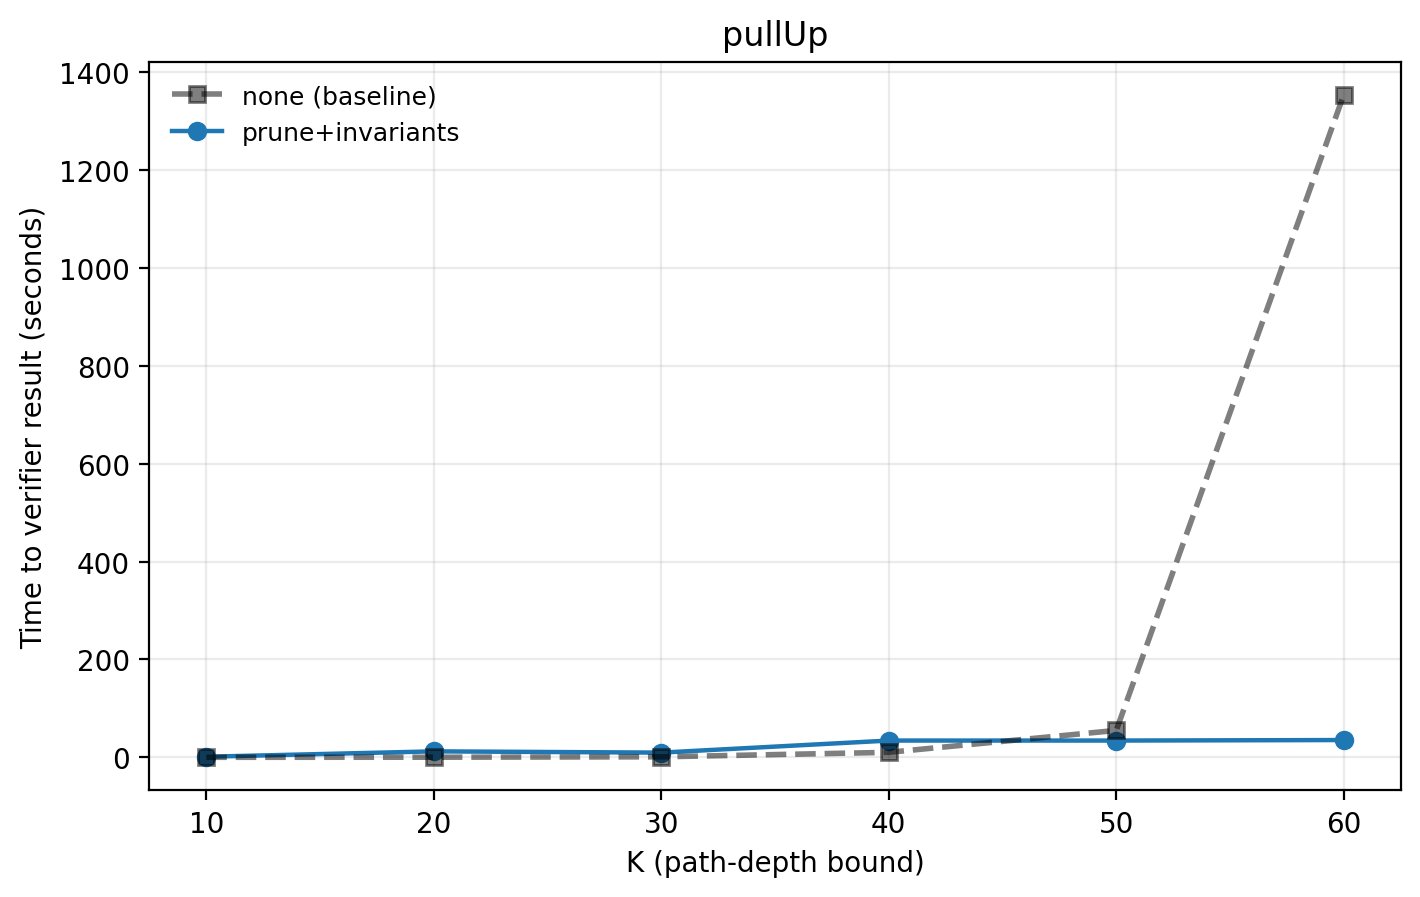 pullUp
none (baseline)
prune+invariants
Time to verifier result (seconds)
1400
1200
1000
800
600
400
200
0
10 20 30 40 50 60
K (path-depth bound)